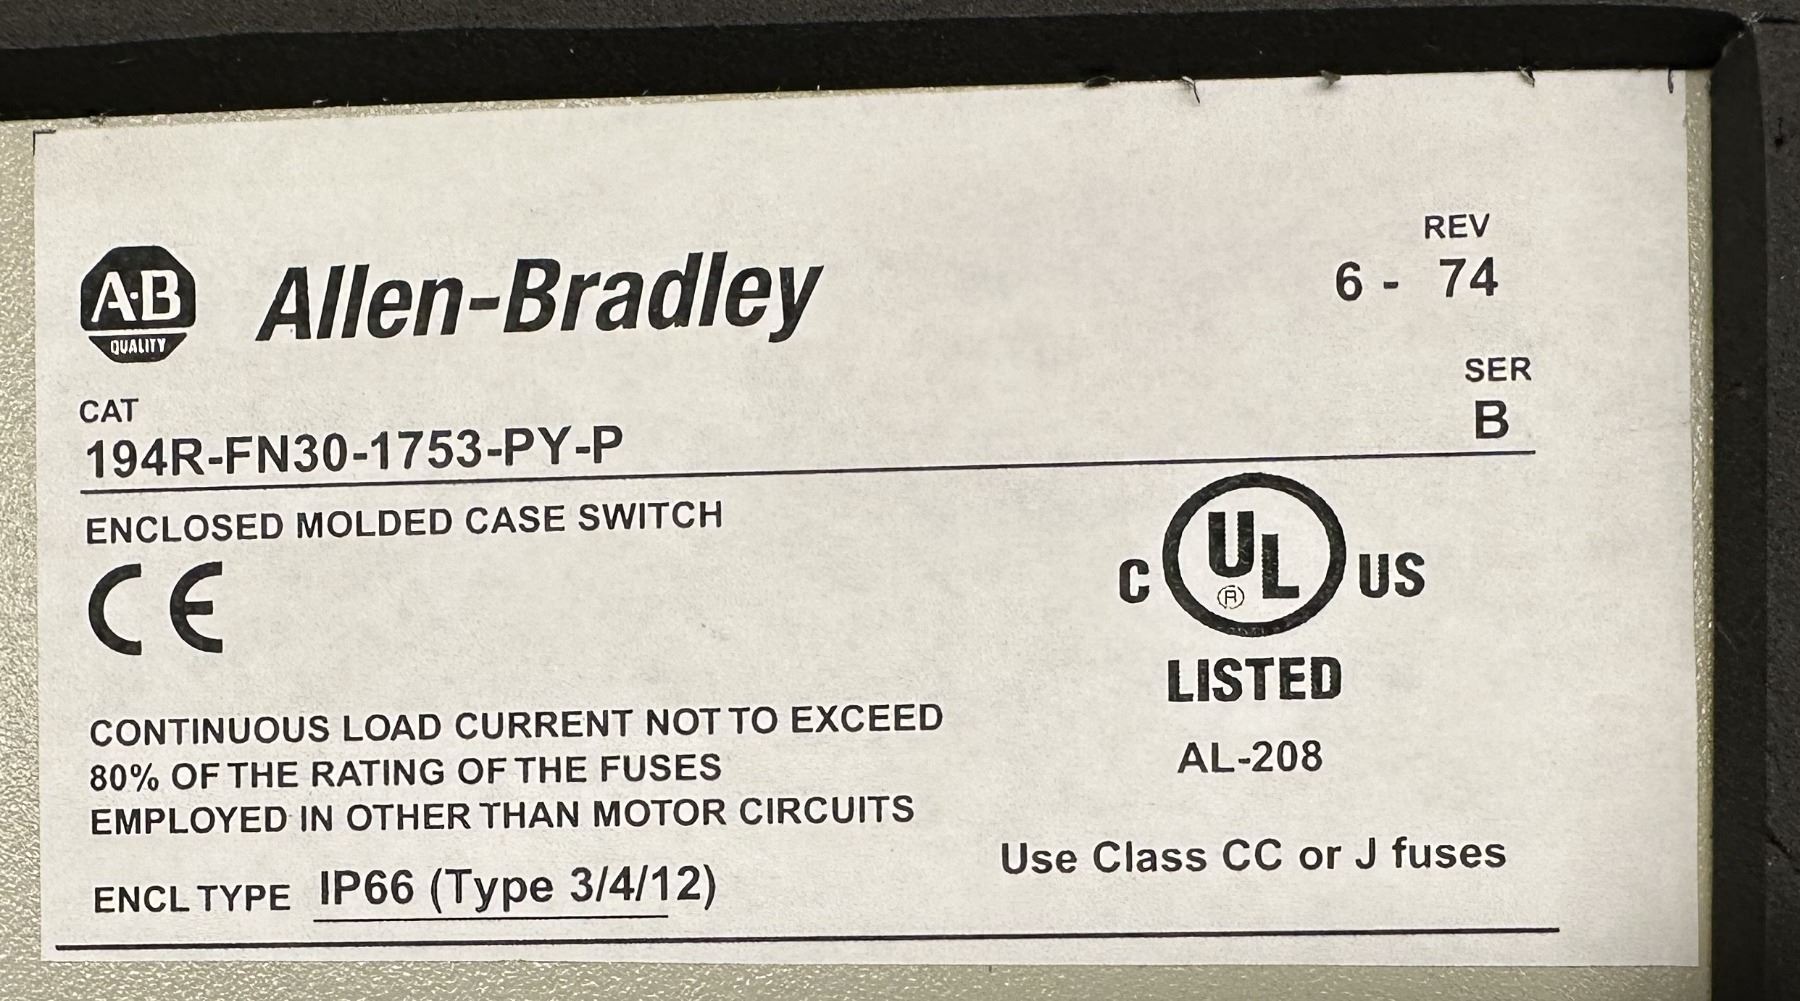 A·B
QUALITY
Allen-Bradley
REV
6 - 74
SER
B
CAT
194R-FN30-1753-PY-P
ENCLOSED MOLDED CASE SWITCH
CE
C UL US
®
LISTED
AL-208
CONTINUOUS LOAD CURRENT NOT TO EXCEED
80% OF THE RATING OF THE FUSES
EMPLOYED IN OTHER THAN MOTOR CIRCUITS
Use Class CC or J fuses
ENCL TYPE IP66 (Type 3/4/12)